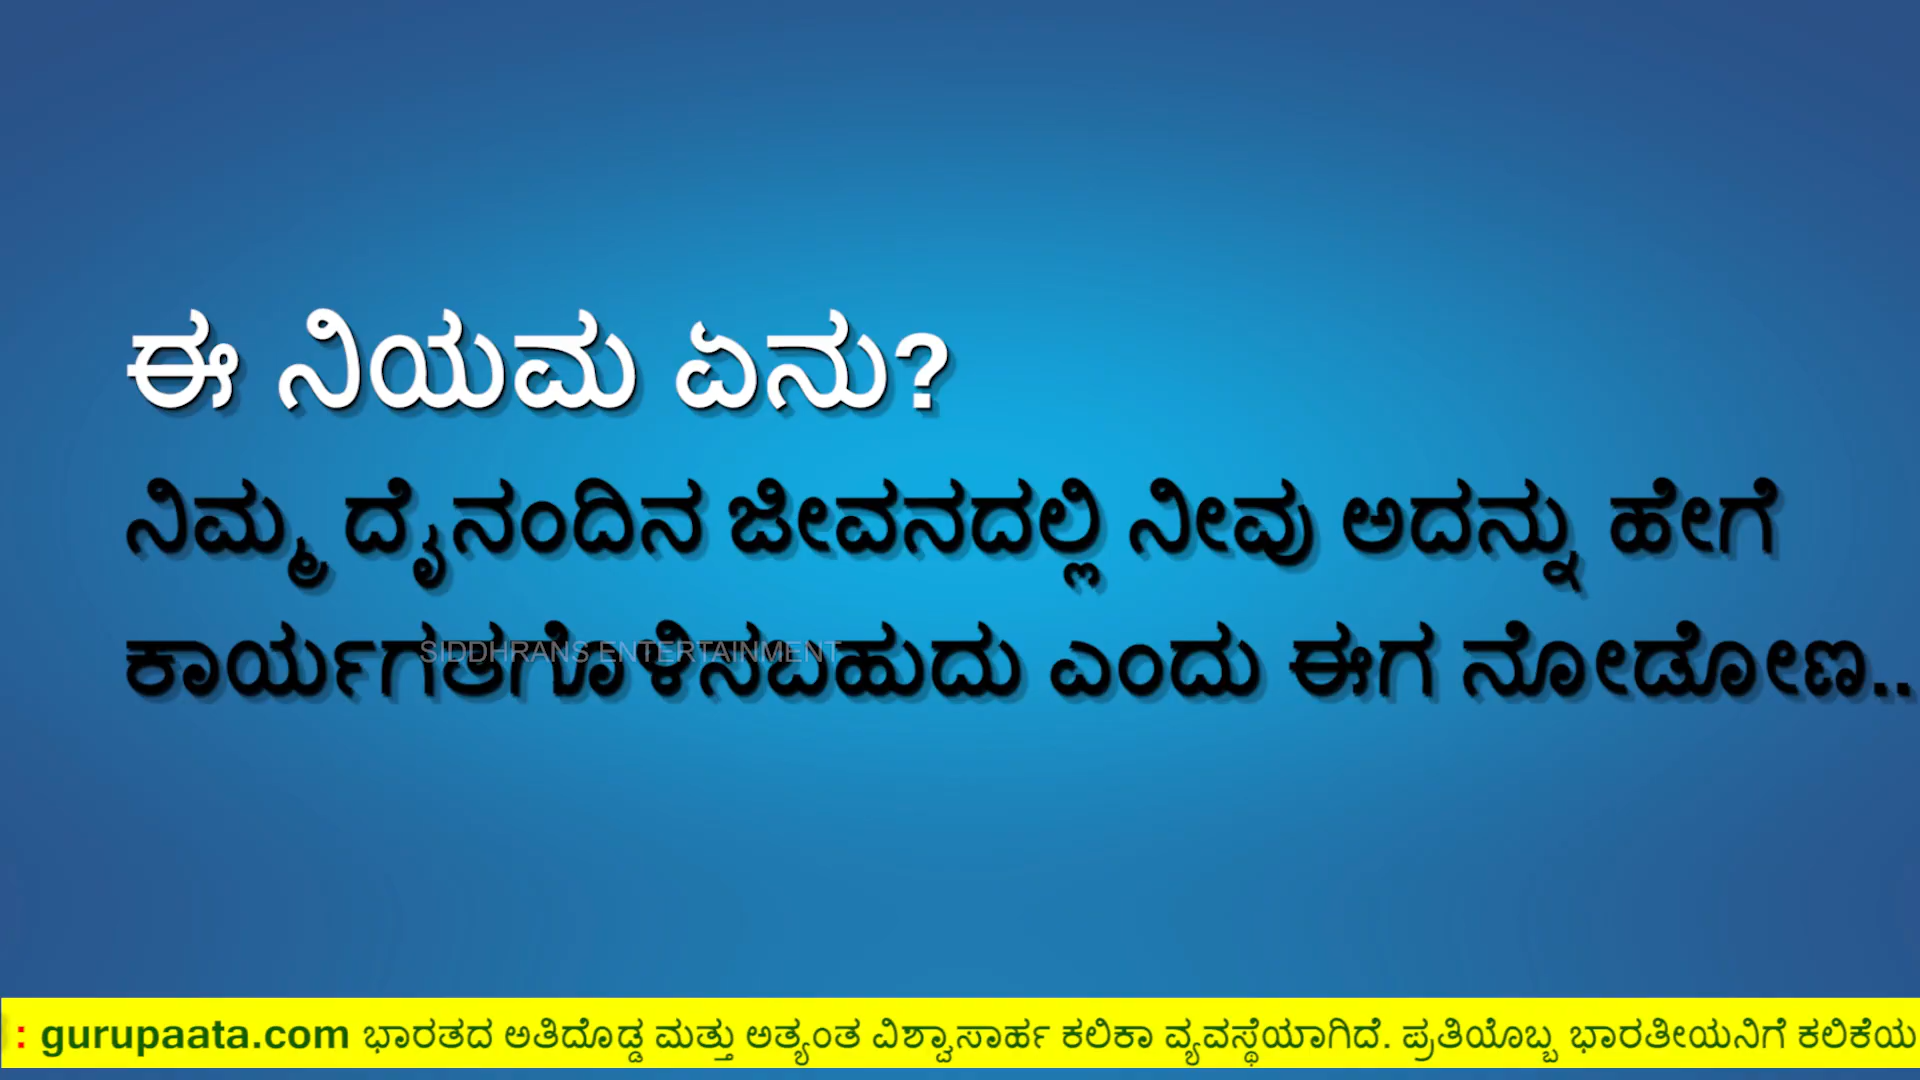 ಈ ನಿಯಮ ಏನು?
ನಿಮ್ಮ ದೈನಂದಿನ ಜೀವನದಲ್ಲಿ ನೀವು ಅದನ್ನು ಹೇಗೆ
ಕಾರ್ಯಗತಗೊಳಿಸಬಹುದು ಎಂದು ಈಗ ನೋಡೋಣ..
SIDDHRANS ENTERTAINMENT
: gurupaata.com ಭಾರತದ ಅತಿದೊಡ್ಡ ಮತ್ತು ಅತ್ಯಂತ ವಿಶ್ವಾಸಾರ್ಹ ಕಲಿಕಾ ವ್ಯವಸ್ಥೆಯಾಗಿದೆ. ಪ್ರತಿಯೊಬ್ಬ ಭಾರತೀಯನಿಗೆ ಕಲಿಕೆಯ